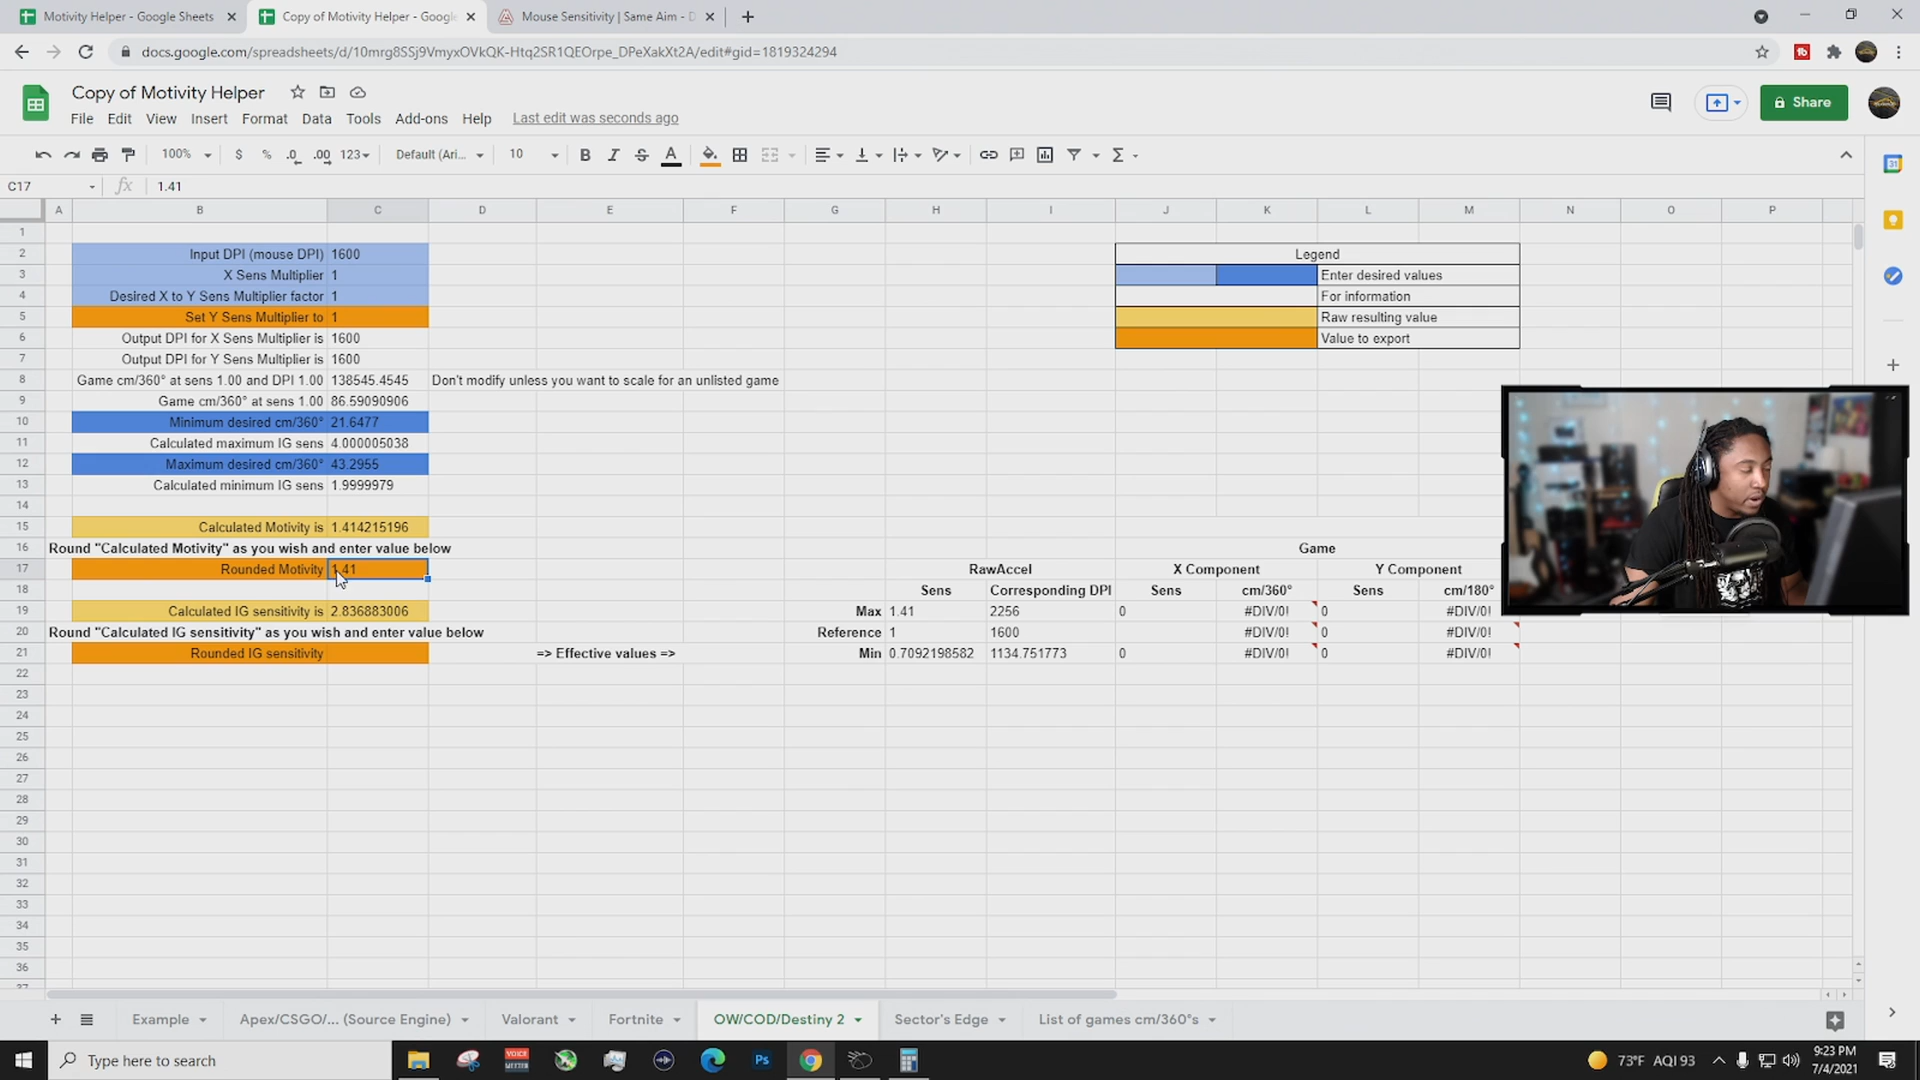 Motivity Helper - Google Sheets
Copy of Motivity Helper - Google
Mouse Sensitivity | Same Aim - D
docs.google.com/spreadsheets/d/10mrg8SSj9VmyxOVkQK-Htq2SR1QEOrpe_DPeXakXt2A/edit#gid=1819324294
Copy of Motivity Helper
Share
File Edit View Insert Format Data Tools Add-ons Help Last edit was seconds ago
100% $ % .0 .00 123 Default (Ari... 10 B I S A
C17 fx 1.41
A B C D E F G H I J K L M N O P
1
2 Input DPI (mouse DPI) 1600 Legend
3 X Sens Multiplier 1 Enter desired values
4 Desired X to Y Sens Multiplier factor 1 For information
5 Set Y Sens Multiplier to 1 Raw resulting value
6 Output DPI for X Sens Multiplier is 1600 Value to export
7 Output DPI for Y Sens Multiplier is 1600
8 Game cm/360° at sens 1.00 and DPI 1.00 138545.4545 Don't modify unless you want to scale for an unlisted game
9 Game cm/360° at sens 1.00 86.59090906
10 Minimum desired cm/360° 21.6477
11 Calculated maximum IG sens 4.000005038
12 Maximum desired cm/360° 43.2955
13 Calculated minimum IG sens 1.9999979
14
15 Calculated Motivity is 1.414215196
16 Round "Calculated Motivity" as you wish and enter value below Game
17 Rounded Motivity 1.41 RawAccel X Component Y Component
18 Sens Corresponding DPI Sens cm/360° Sens cm/180°
19 Calculated IG sensitivity is 2.836883006 Max 1.41 2256 0 #DIV/0! 0 #DIV/0!
20 Round "Calculated IG sensitivity" as you wish and enter value below Reference 1 1600 #DIV/0! 0 #DIV/0!
21 Rounded IG sensitivity => Effective values => Min 0.7092198582 1134.751773 0 #DIV/0! 0 #DIV/0!
22
23
24
25
26
27
28
29
30
31
32
33
34
35
36
37
Example Apex/CSGO/... (Source Engine) Valorant Fortnite OW/COD/Destiny 2 Sector's Edge List of games cm/360°s
Type here to search
VOICE
Ps
73°F AQI 93
9:23 PM
7/4/2021
31